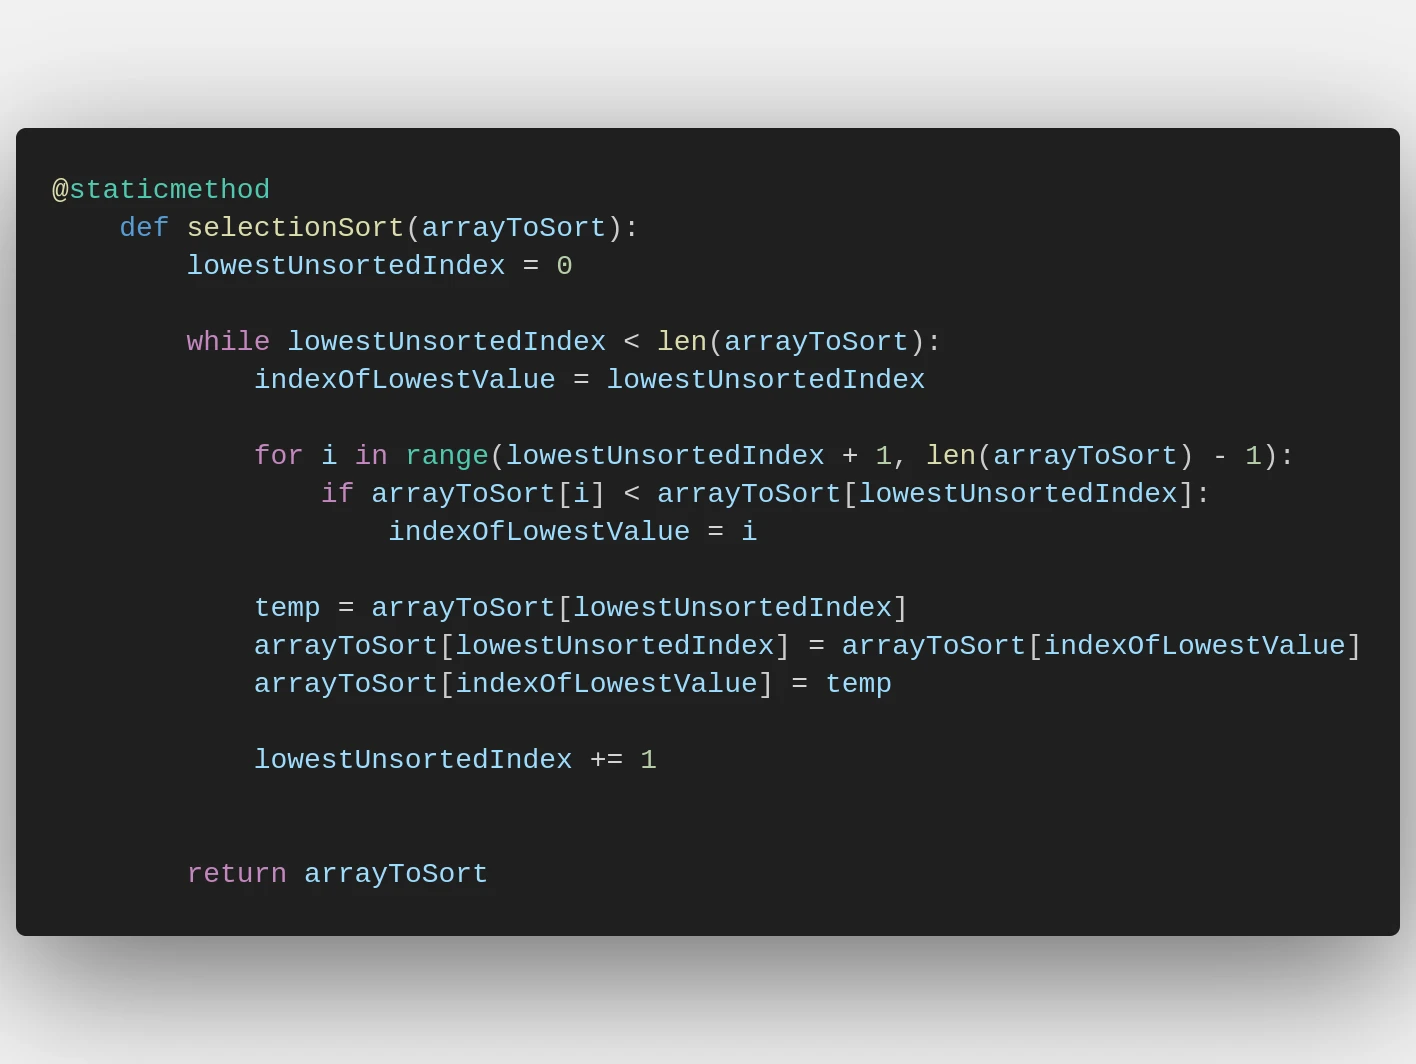 @staticmethod
    def selectionSort(arrayToSort):
        lowestUnsortedIndex = 0

        while lowestUnsortedIndex < len(arrayToSort):
            indexOfLowestValue = lowestUnsortedIndex

            for i in range(lowestUnsortedIndex + 1, len(arrayToSort) - 1):
                if arrayToSort[i] < arrayToSort[lowestUnsortedIndex]:
                    indexOfLowestValue = i

            temp = arrayToSort[lowestUnsortedIndex]
            arrayToSort[lowestUnsortedIndex] = arrayToSort[indexOfLowestValue]
            arrayToSort[indexOfLowestValue] = temp

            lowestUnsortedIndex += 1


        return arrayToSort